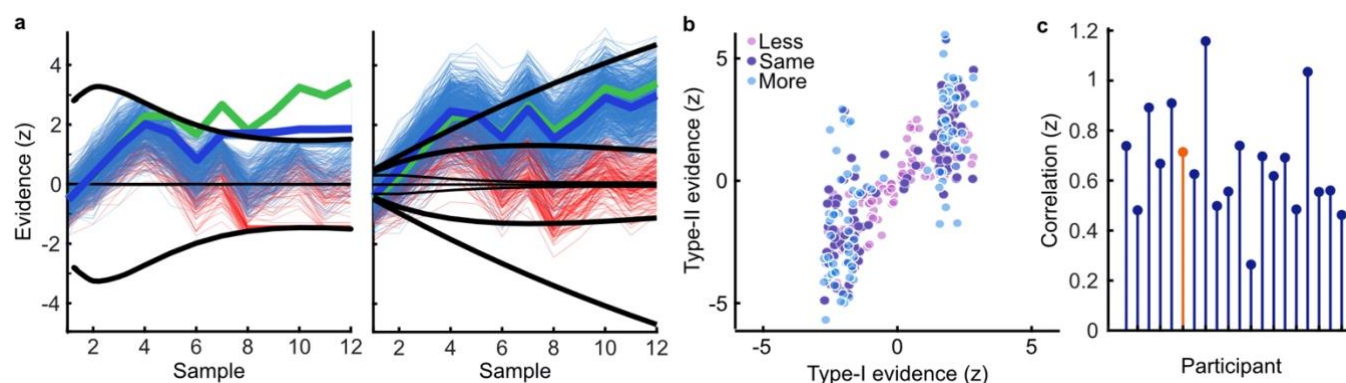 a
Evidence (z)
4
2
0
-2
-4
2 4 6 8 10 12
Sample
2 4 6 8 10 12
Sample
b
Less
Same
More
Type-II evidence (z)
5
0
-5
-5 0 5
Type-I evidence (z)
c
Correlation (z)
1.2
1
0.8
0.6
0.4
0.2
0
Participant